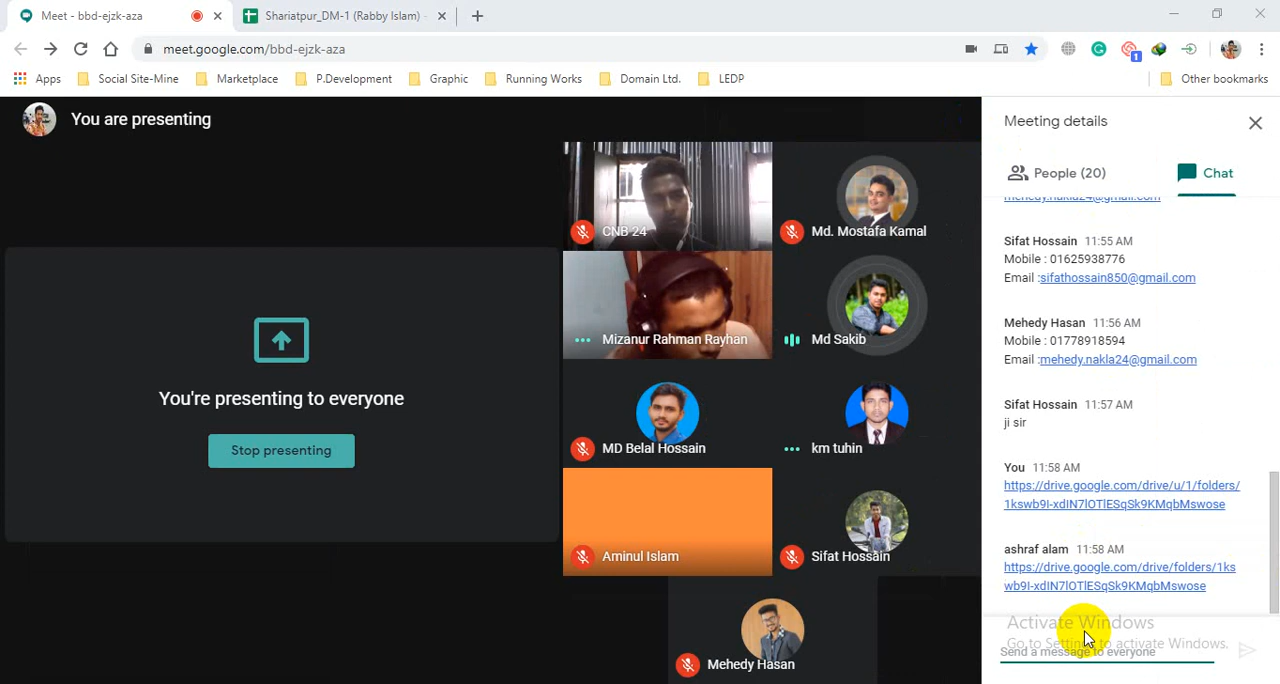 Meet - bbd-ejzk-aza
Shariatpur_DM-1 (Rabby Islam) -
meet.google.com/bbd-ejzk-aza
1
Apps
Social Site-Mine
Marketplace
P.Development
Graphic
Running Works
Domain Ltd.
LEDP
Other bookmarks
You are presenting
You're presenting to everyone
Stop presenting
CNB 24
Md. Mostafa Kamal
Mizanur Rahman Rayhan
Md Sakib
MD Belal Hossain
km tuhin
Aminul Islam
Sifat Hossain
Mehedy Hasan
Meeting details
People (20)
Chat
mehedy.nakla24@gmail.com
Sifat Hossain 11:55 AM
Mobile : 01625938776
Email :sifathossain850@gmail.com
Mehedy Hasan 11:56 AM
Mobile : 01778918594
Email :mehedy.nakla24@gmail.com
Sifat Hossain 11:57 AM
ji sir
You 11:58 AM
https://drive.google.com/drive/u/1/folders/
1kswb9I-xdIN7lOTlESqSk9KMqbMswose
ashraf alam 11:58 AM
https://drive.google.com/drive/folders/1ks
wb9I-xdIN7lOTlESqSk9KMqbMswose
Activate Windows
Go to Settings to activate Windows.
Send a message to everyone